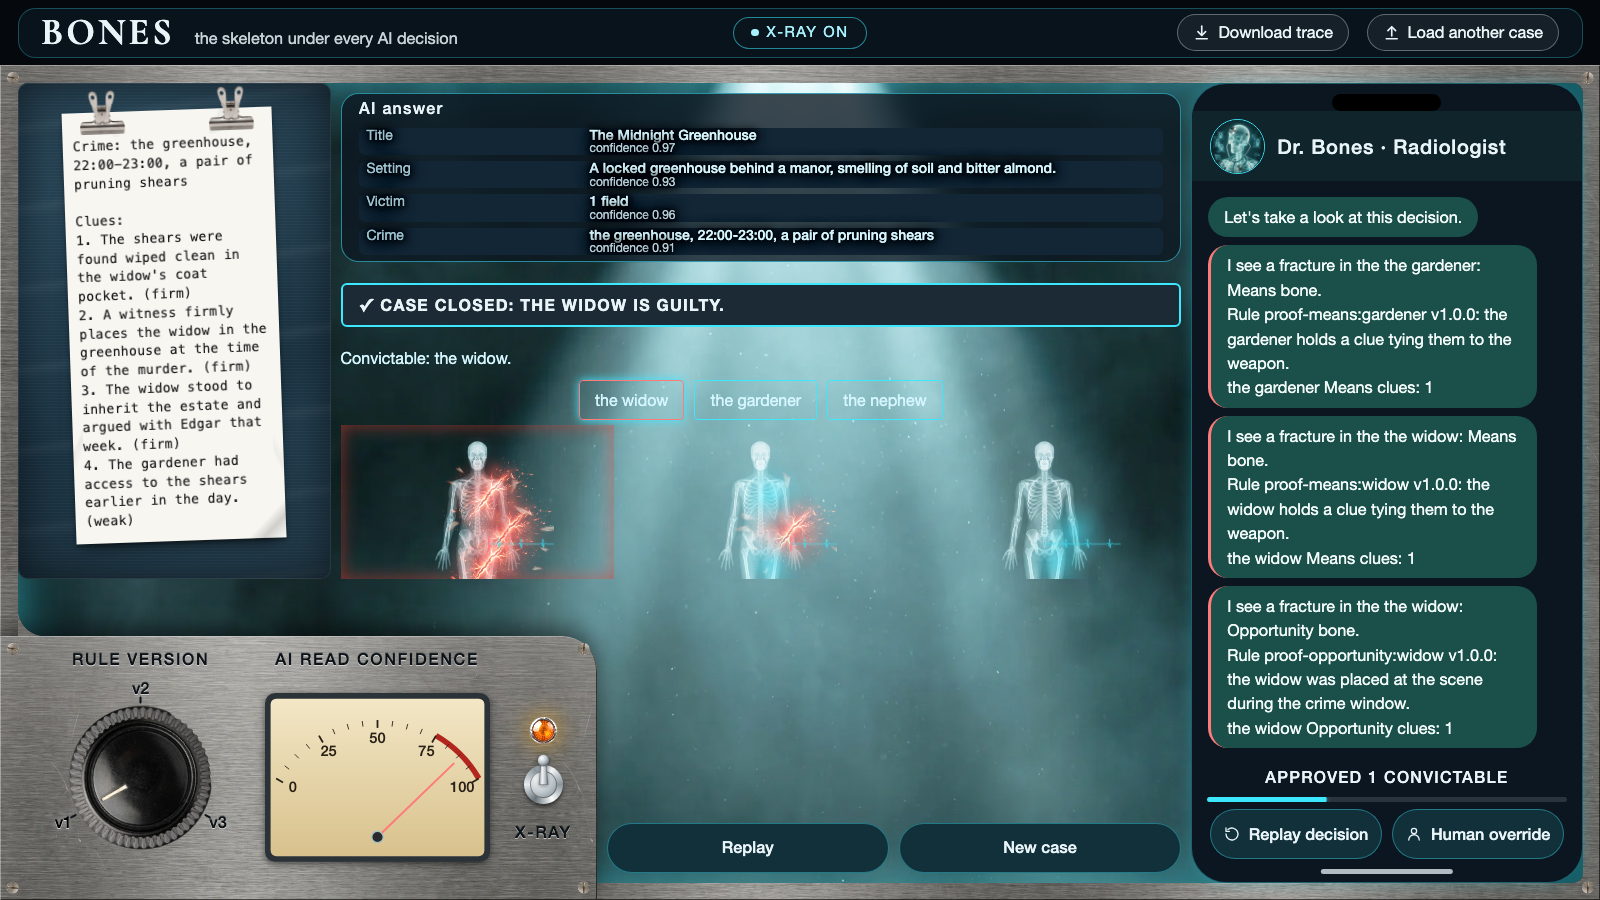 BONES
the skeleton under every AI decision
X-RAY ON
Download trace
Load another case
Crime: the greenhouse,
22:00–23:00, a pair of
pruning shears
Clues:
1. The shears were
found wiped clean in
the widow's coat
pocket. (firm)
2. A witness firmly
places the widow in the
greenhouse at the time
of the murder. (firm)
3. The widow stood to
inherit the estate and
argued with Edgar that
week. (firm)
4. The gardener had
access to the shears
earlier in the day.
(weak)
AI answer
Title
The Midnight Greenhouse
confidence 0.97
Setting
A locked greenhouse behind a manor, smelling of soil and bitter almond.
confidence 0.93
Victim
1 field
confidence 0.96
Crime
the greenhouse, 22:00-23:00, a pair of pruning shears
confidence 0.91
✓ CASE CLOSED: THE WIDOW IS GUILTY.
Convictable: the widow.
the widow
the gardener
the nephew
RULE VERSION
v1
v2
v3
AI READ CONFIDENCE
0
25
50
75
100
X-RAY
Replay
New case
Dr. Bones · Radiologist
Let's take a look at this decision.
I see a fracture in the the gardener:
Means bone.
Rule proof-means:gardener v1.0.0: the
gardener holds a clue tying them to the
weapon.
the gardener Means clues: 1
I see a fracture in the the widow: Means
bone.
Rule proof-means:widow v1.0.0: the
widow holds a clue tying them to the
weapon.
the widow Means clues: 1
I see a fracture in the the widow:
Opportunity bone.
Rule proof-opportunity:widow v1.0.0:
the widow was placed at the scene
during the crime window.
the widow Opportunity clues: 1
APPROVED 1 CONVICTABLE
Replay decision
Human override